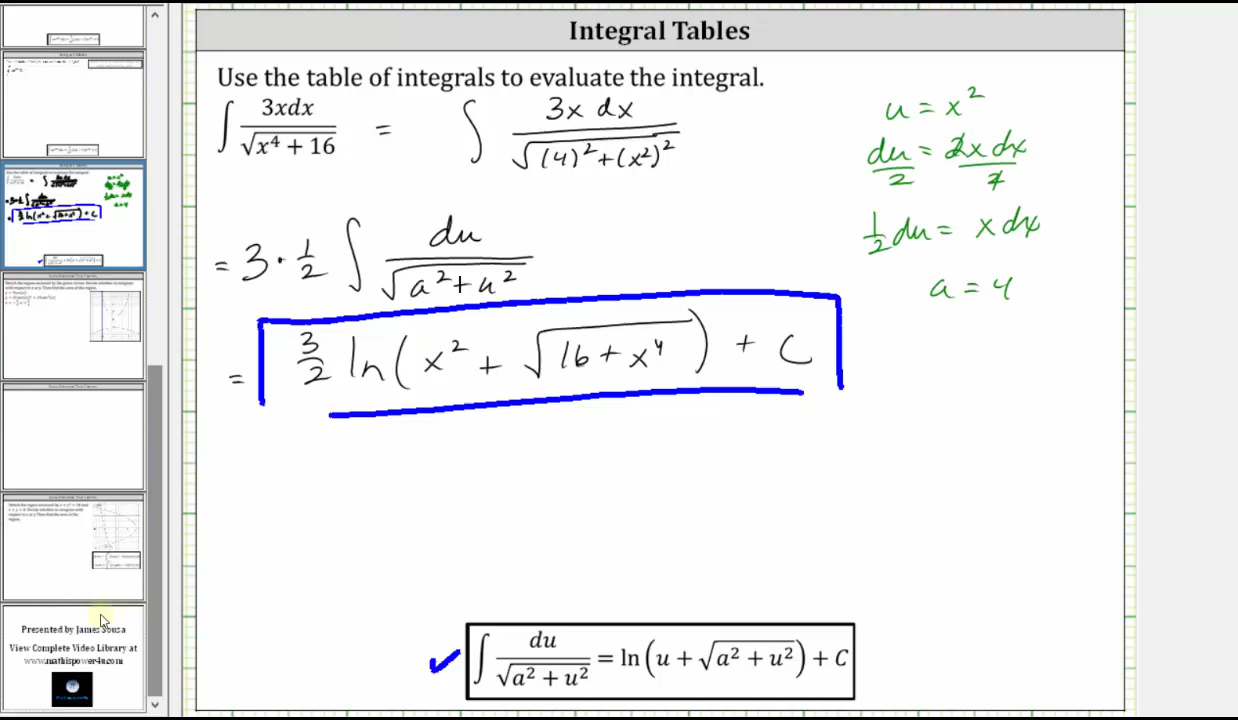 Integral Tables
Use the table of integrals to evaluate the integral.
∫ 3xdx / √(x⁴ + 16) = ∫ 3x dx / √((4)² + (x²)²)
u = x²
du/2 = 2x dx/2
½ du = x dx
a = 4
= 3 · ½ ∫ du / √(a² + u²)
= 3/2 ln(x² + √(16 + x⁴)) + C
∫ du / √(a² + u²) = ln(u + √(a² + u²)) + C
Presented by James Sousa
View Complete Video Library at
www.mathispower4u.com